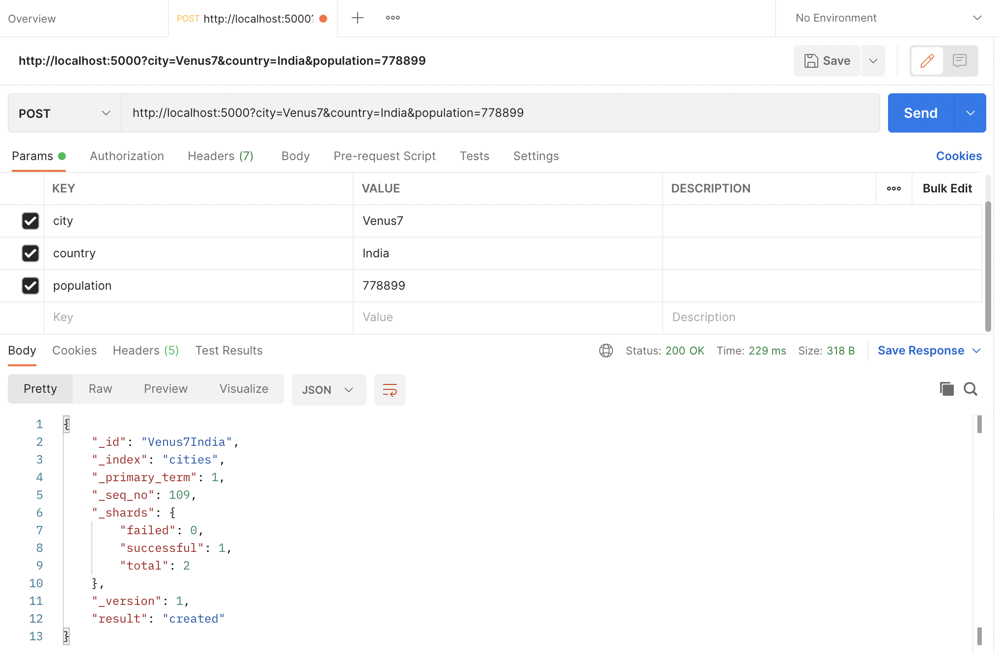 Overview
POST http://localhost:5000?
No Environment
http://localhost:5000?city=Venus7&country=India&population=778899
Save
POST
http://localhost:5000?city=Venus7&country=India&population=778899
Send
Params Authorization Headers (7) Body Pre-request Script Tests Settings Cookies
KEY VALUE DESCRIPTION Bulk Edit
city Venus7
country India
population 778899
Key Value Description
Body Cookies Headers (5) Test Results Status: 200 OK Time: 229 ms Size: 318 B Save Response
Pretty Raw Preview Visualize JSON
1 {
2 "_id": "Venus7India",
3 "_index": "cities",
4 "_primary_term": 1,
5 "_seq_no": 109,
6 "_shards": {
7 "failed": 0,
8 "successful": 1,
9 "total": 2
10 },
11 "_version": 1,
12 "result": "created"
13 }